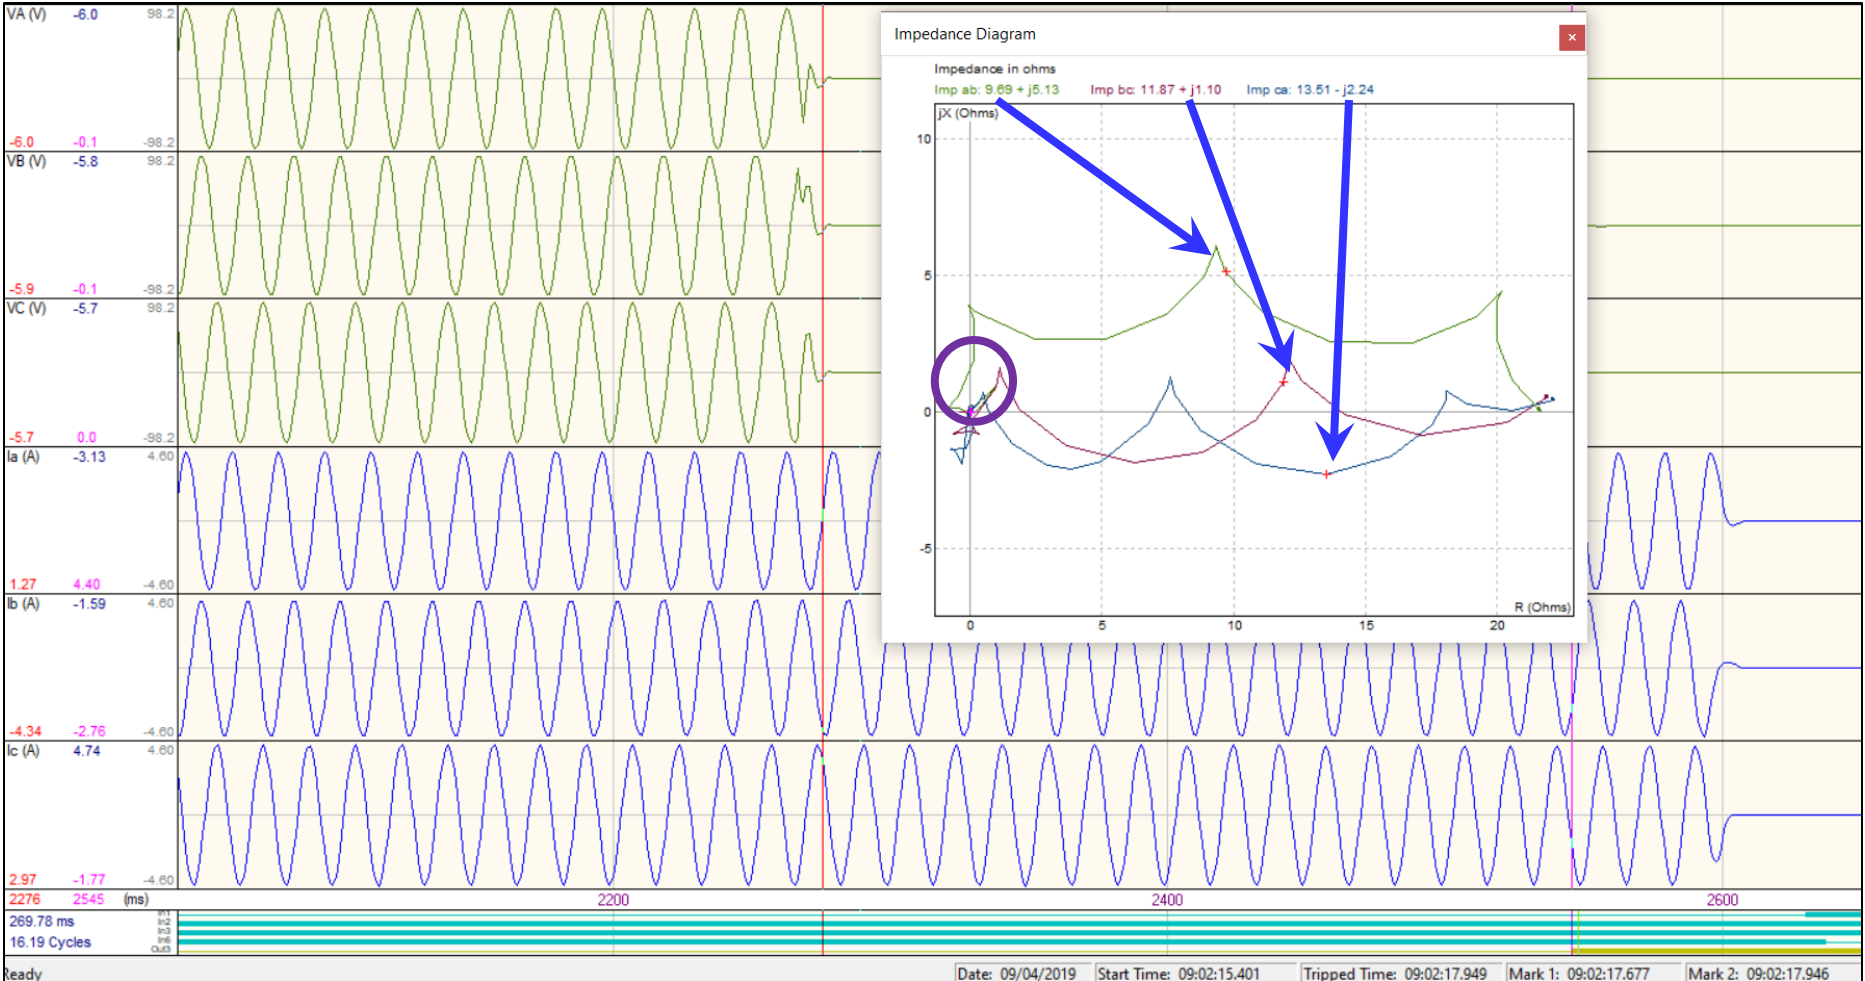 VA (V) -6.0 98.2
-6.0 -0.1 -98.2
VB (V) -5.8 98.2
-5.9 -0.1 -98.2
VC (V) -5.7 98.2
-5.7 0.0 -98.2
Ia (A) -3.13 4.60
1.27 4.40 -4.60
Ib (A) -1.59 4.60
-4.34 -2.76 -4.60
Ic (A) 4.74 4.60
2.97 -1.77 -4.60
2276 2545 (ms) 2200 2400 2600
269.78 ms
16.19 Cycles
In1
In2
In3
In6
Out3
Impedance Diagram
×
Impedance in ohms
Imp ab: 9.69 + j5.13 Imp bc: 11.87 + j1.10 Imp ca: 13.51 - j2.24
jX (Ohms)
10
5
0
-5
R (Ohms)
0 5 10 15 20
Ready Date: 09/04/2019 Start Time: 09:02:15.401 Tripped Time: 09:02:17.949 Mark 1: 09:02:17.677 Mark 2: 09:02:17.946